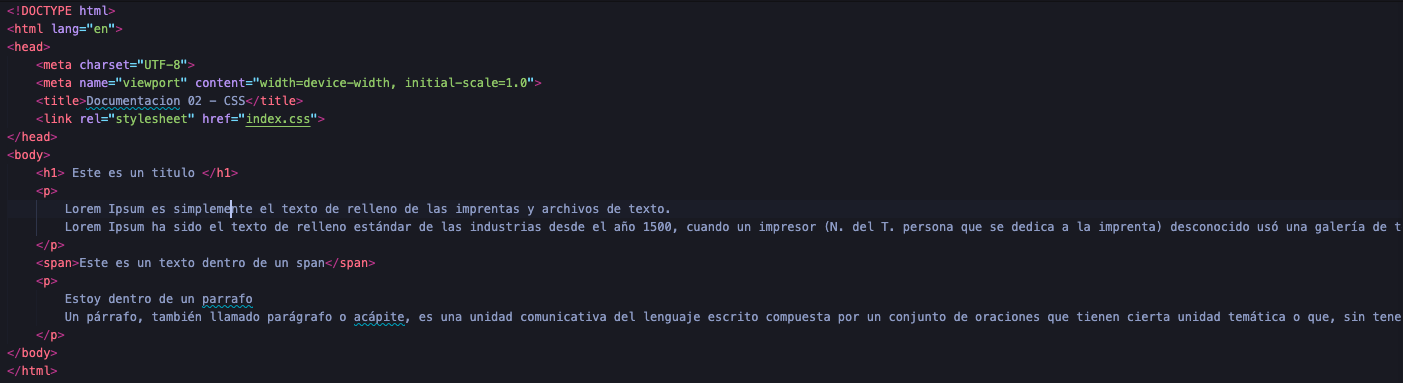 <!DOCTYPE html>
<html lang="en">
<head>
    <meta charset="UTF-8">
    <meta name="viewport" content="width=device-width, initial-scale=1.0">
    <title>Documentacion 02 - CSS</title>
    <link rel="stylesheet" href="index.css">
</head>
<body>
    <h1> Este es un titulo </h1>
    <p>
        Lorem Ipsum es simplemente el texto de relleno de las imprentas y archivos de texto.
        Lorem Ipsum ha sido el texto de relleno estándar de las industrias desde el año 1500, cuando un impresor (N. del T. persona que se dedica a la imprenta) desconocido usó una galería de t
    </p>
    <span>Este es un texto dentro de un span</span>
    <p>
        Estoy dentro de un parrafo
        Un párrafo, también llamado parágrafo o acápite, es una unidad comunicativa del lenguaje escrito compuesta por un conjunto de oraciones que tienen cierta unidad temática o que, sin tene
    </p>
</body>
</html>